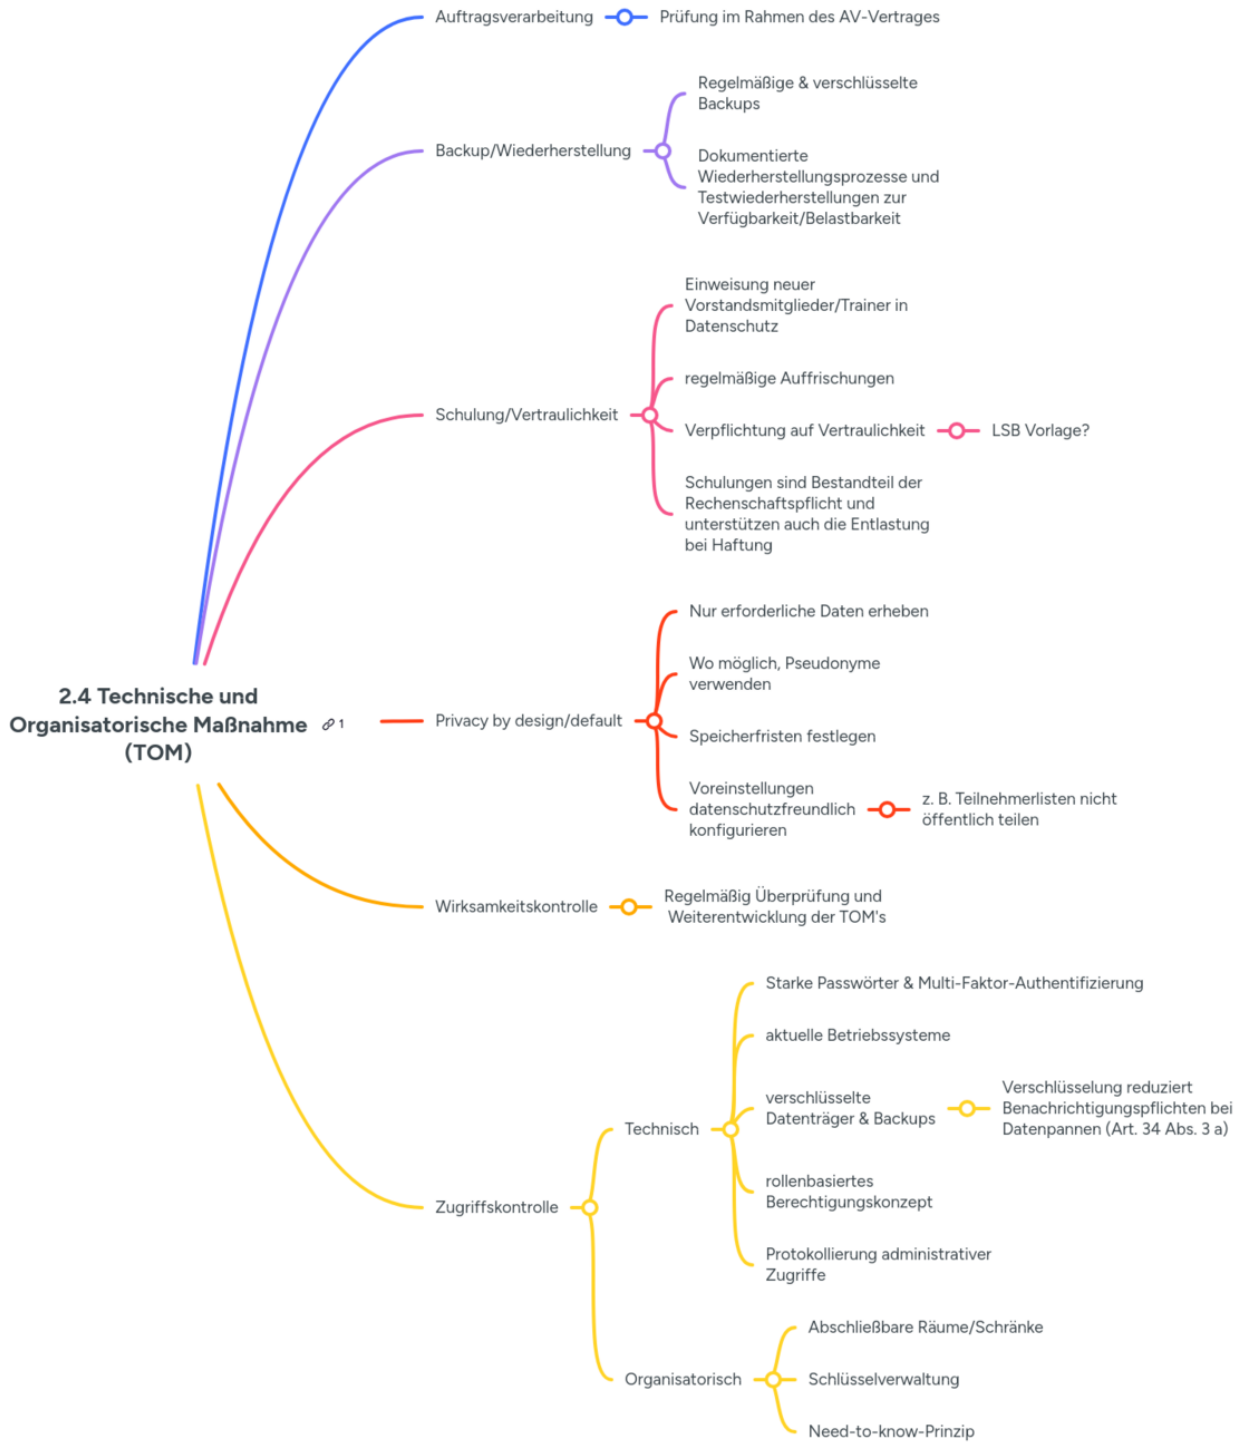 Auftragsverarbeitung
Prüfung im Rahmen des AV-Vertrages
Backup/Wiederherstellung
Regelmäßige & verschlüsselte
Backups
Dokumentierte
Wiederherstellungsprozesse und
Testwiederherstellungen zur
Verfügbarkeit/Belastbarkeit
Schulung/Vertraulichkeit
Einweisung neuer
Vorstandsmitglieder/Trainer in
Datenschutz
regelmäßige Auffrischungen
Verpflichtung auf Vertraulichkeit
LSB Vorlage?
Schulungen sind Bestandteil der
Rechenschaftspflicht und
unterstützen auch die Entlastung
bei Haftung
2.4 Technische und
Organisatorische Maßnahme
(TOM)
1
Privacy by design/default
Nur erforderliche Daten erheben
Wo möglich, Pseudonyme
verwenden
Speicherfristen festlegen
Voreinstellungen
datenschutzfreundlich
konfigurieren
z. B. Teilnehmerlisten nicht
öffentlich teilen
Wirksamkeitskontrolle
Regelmäßig Überprüfung und
Weiterentwicklung der TOM's
Zugriffskontrolle
Technisch
Starke Passwörter & Multi-Faktor-Authentifizierung
aktuelle Betriebssysteme
verschlüsselte
Datenträger & Backups
Verschlüsselung reduziert
Benachrichtigungspflichten bei
Datenpannen (Art. 34 Abs. 3 a)
rollenbasiertes
Berechtigungskonzept
Protokollierung administrativer
Zugriffe
Organisatorisch
Abschließbare Räume/Schränke
Schlüsselverwaltung
Need-to-know-Prinzip